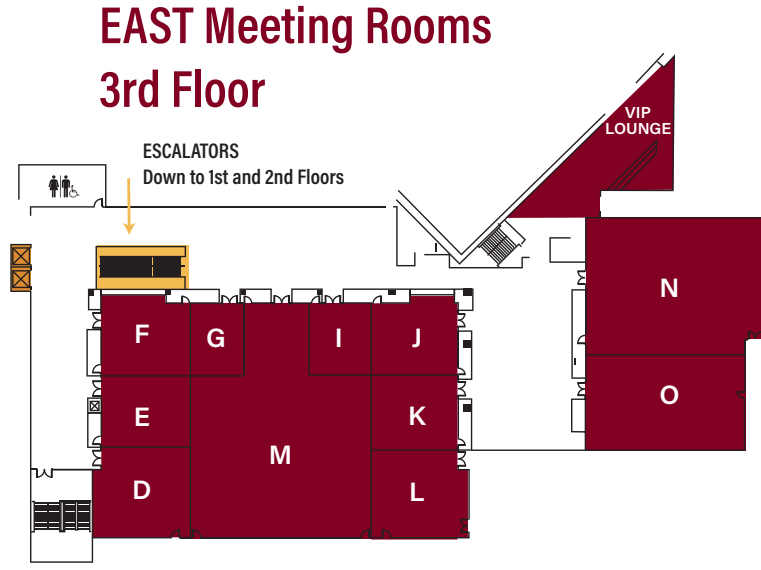 EAST Meeting Rooms
3rd Floor
VIP
LOUNGE
ESCALATORS
Down to 1st and 2nd Floors
N
F
G
I
J
O
E
K
M
D
L